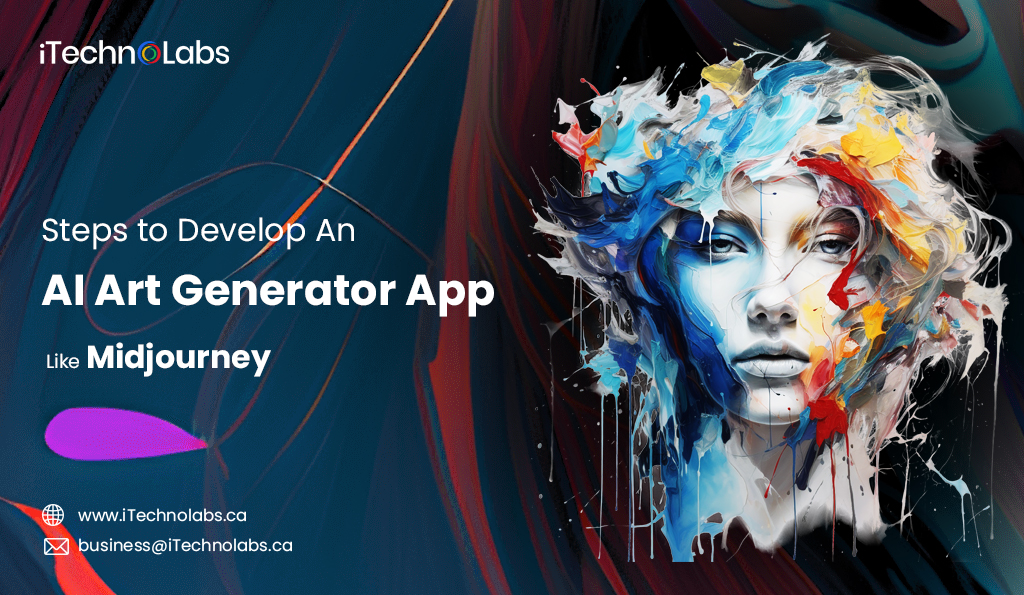 iTechnoLabs
Steps to Develop An
AI Art Generator App
Like Midjourney
www.iTechnolabs.ca
business@iTechnolabs.ca